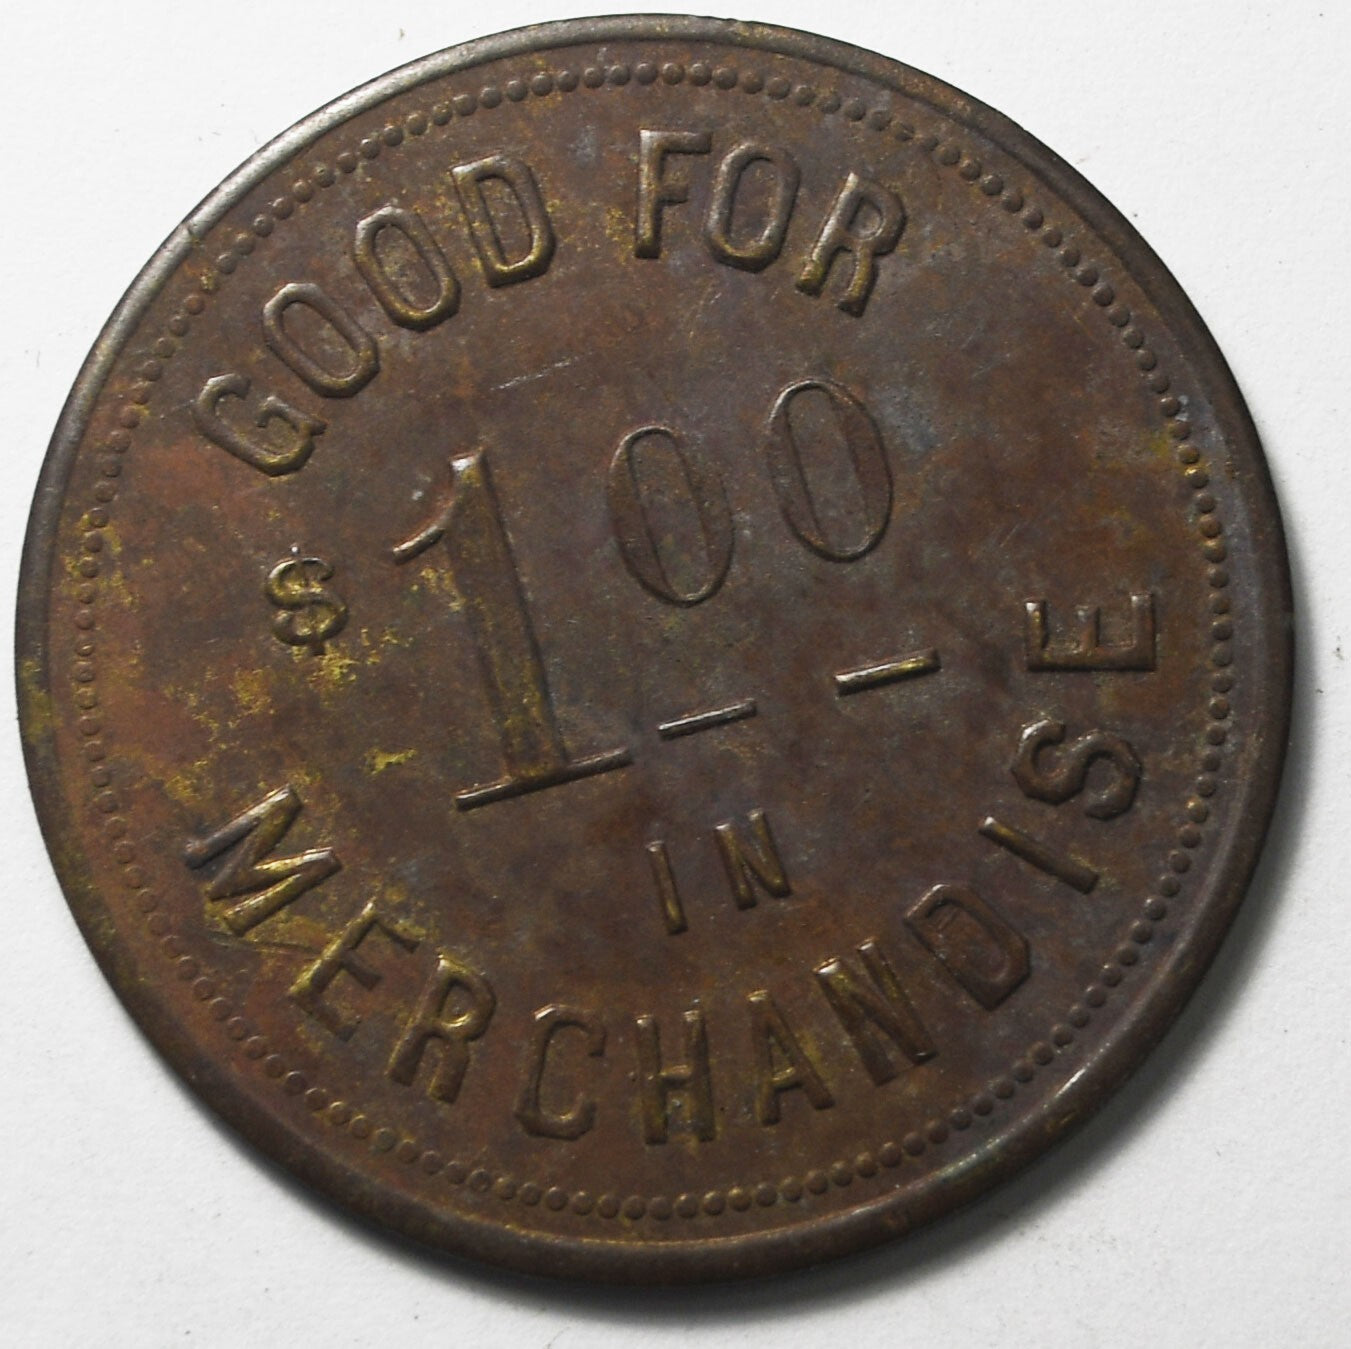 GOOD FOR
$ 1 00
- -
IN
MERCHANDISE